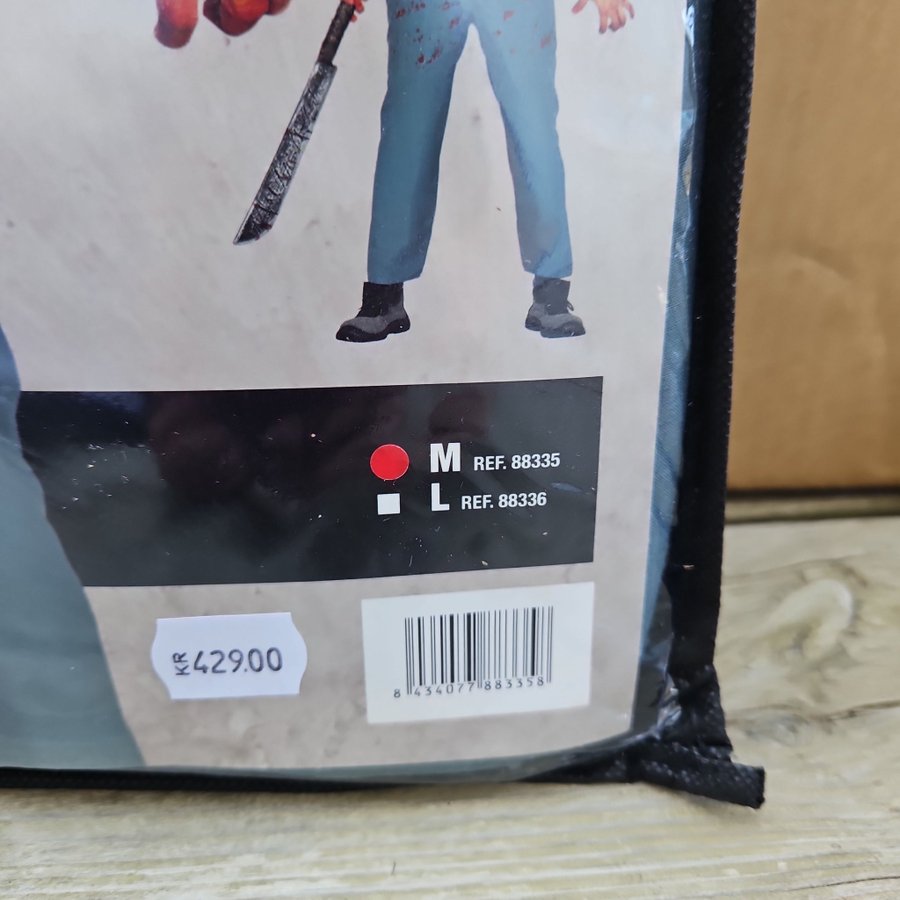 M REF. 88335
L REF. 88336
KR 429.00
8 434077 883358